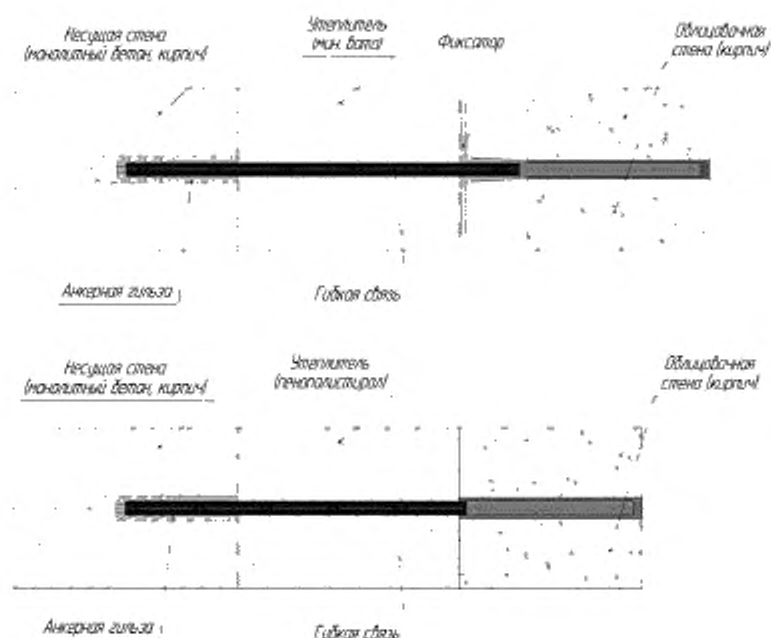 Несущая стена
(монолитный бетон, кирпич)
Утеплитель
(мин. вата)
Фиксатор
Облицовочная
стена (кирпич)
Анкерная гильза
Гибкая связь
Несущая стена
(монолитный бетон, кирпич)
Утеплитель
(пенополистирол)
Облицовочная
стена (кирпич)
Анкерная гильза
Гибкая связь